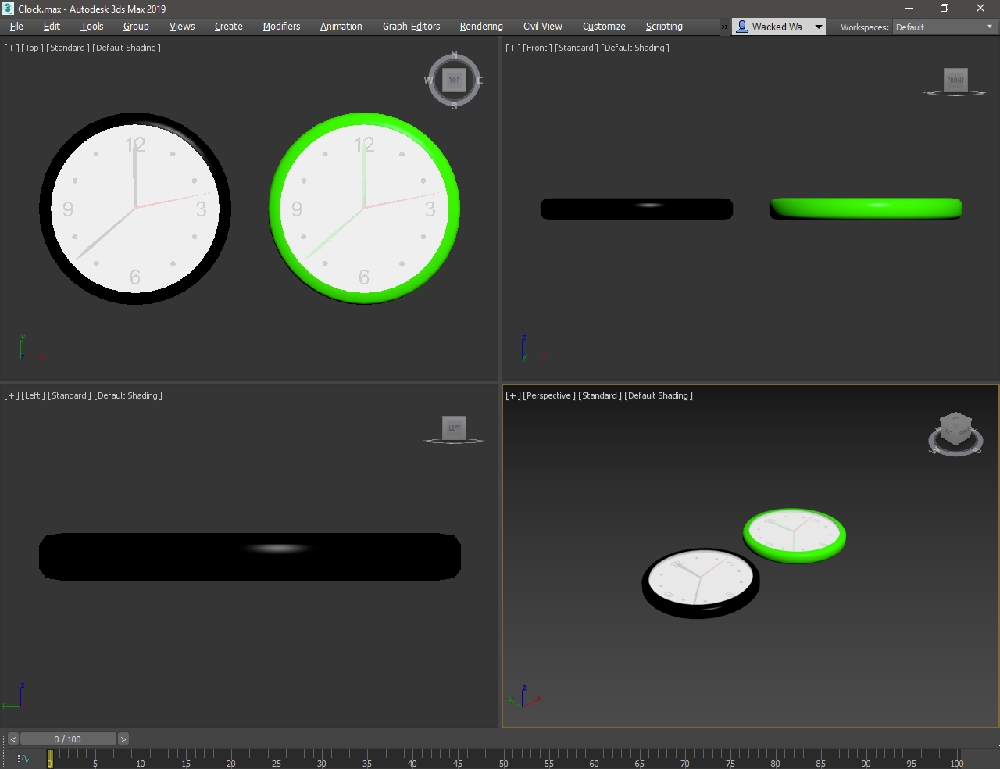 Clock.max - Autodesk 3ds Max 2019
File Edit Tools Group Views Create Modifiers Animation Graph Editors Rendering Civil View Customize Scripting » Wacked Wa Workspaces: Default
[+] [Top] [Standard] [Default Shading]
N
W TOP E
S
12
9 3
6
12
9 3
6
[+] [Front] [Standard] [Default Shading]
FRONT
[+] [Left] [Standard] [Default Shading]
LEFT
[+] [Perspective] [Standard] [Default Shading]
< 0 / 100 >
0 5 10 15 20 25 30 35 40 45 50 55 60 65 70 75 80 85 90 95 100